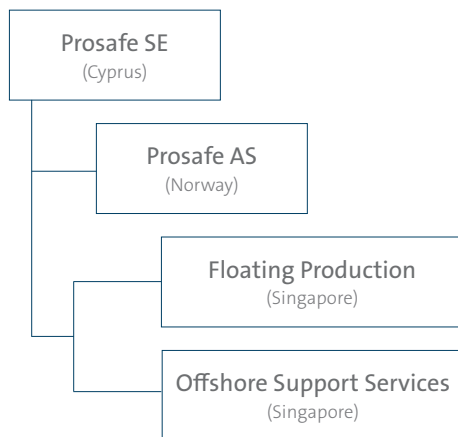 Prosafe SE
(Cyprus)
Prosafe AS
(Norway)
Floating Production
(Singapore)
Offshore Support Services
(Singapore)